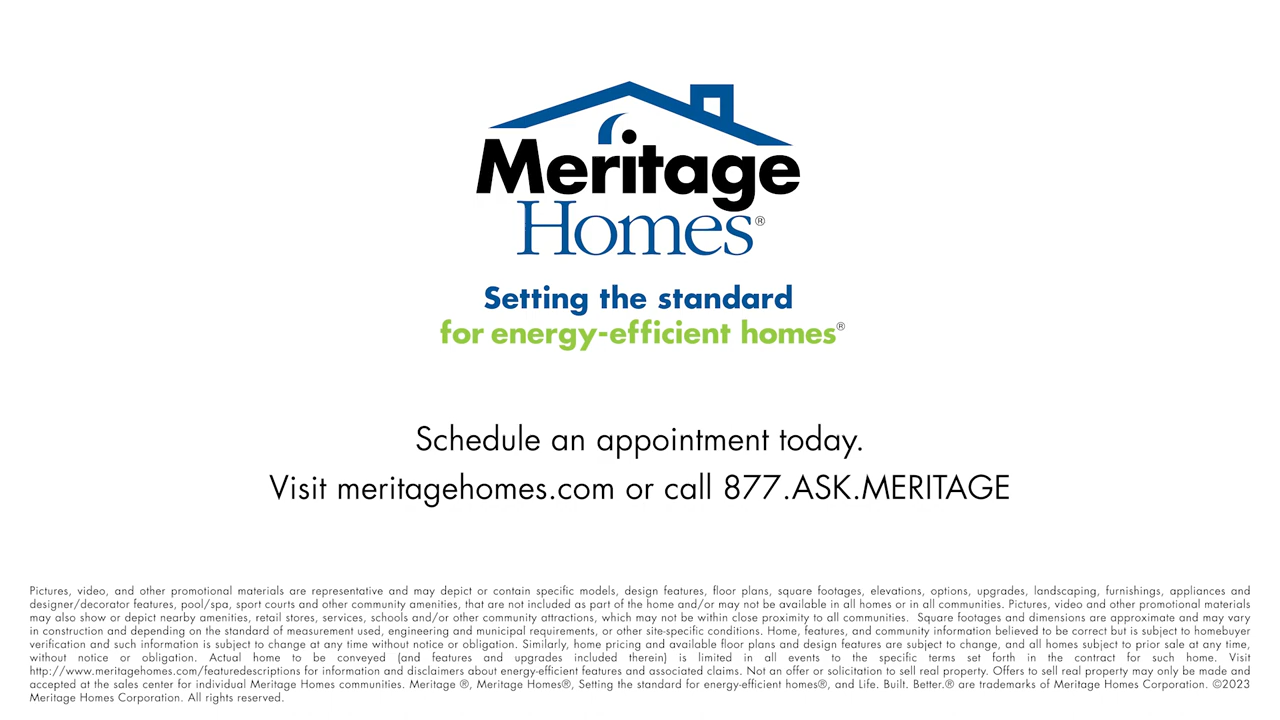 Meritage
Homes®
Setting the standard
for energy-efficient homes®
Schedule an appointment today.
Visit meritagehomes.com or call 877.ASK.MERITAGE
Pictures, video, and other promotional materials are representative and may depict or contain specific models, design features, floor plans, square footages, elevations, options, upgrades, landscaping, furnishings, appliances and
designer/decorator features, pool/spa, sport courts and other community amenities, that are not included as part of the home and/or may not be available in all homes or in all communities. Pictures, video and other promotional materials
may also show or depict nearby amenities, retail stores, services, schools and/or other community attractions, which may not be within close proximity to all communities. Square footages and dimensions are approximate and may vary
in construction and depending on the standard of measurement used, engineering and municipal requirements, or other site-specific conditions. Home, features, and community information believed to be correct but is subject to homebuyer
verification and such information is subject to change at any time without notice or obligation. Similarly, home pricing and available floor plans and design features are subject to change, and all homes subject to prior sale at any time,
without notice or obligation. Actual home to be conveyed (and features and upgrades included therein) is limited in all events to the specific terms set forth in the contract for such home. Visit
http://www.meritagehomes.com/featuredescriptions for information and disclaimers about energy-efficient features and associated claims. Not an offer or solicitation to sell real property. Offers to sell real property may only be made and
accepted at the sales center for individual Meritage Homes communities. Meritage ®, Meritage Homes®, Setting the standard for energy-efficient homes®, and Life. Built. Better.® are trademarks of Meritage Homes Corporation. ©2023
Meritage Homes Corporation. All rights reserved.